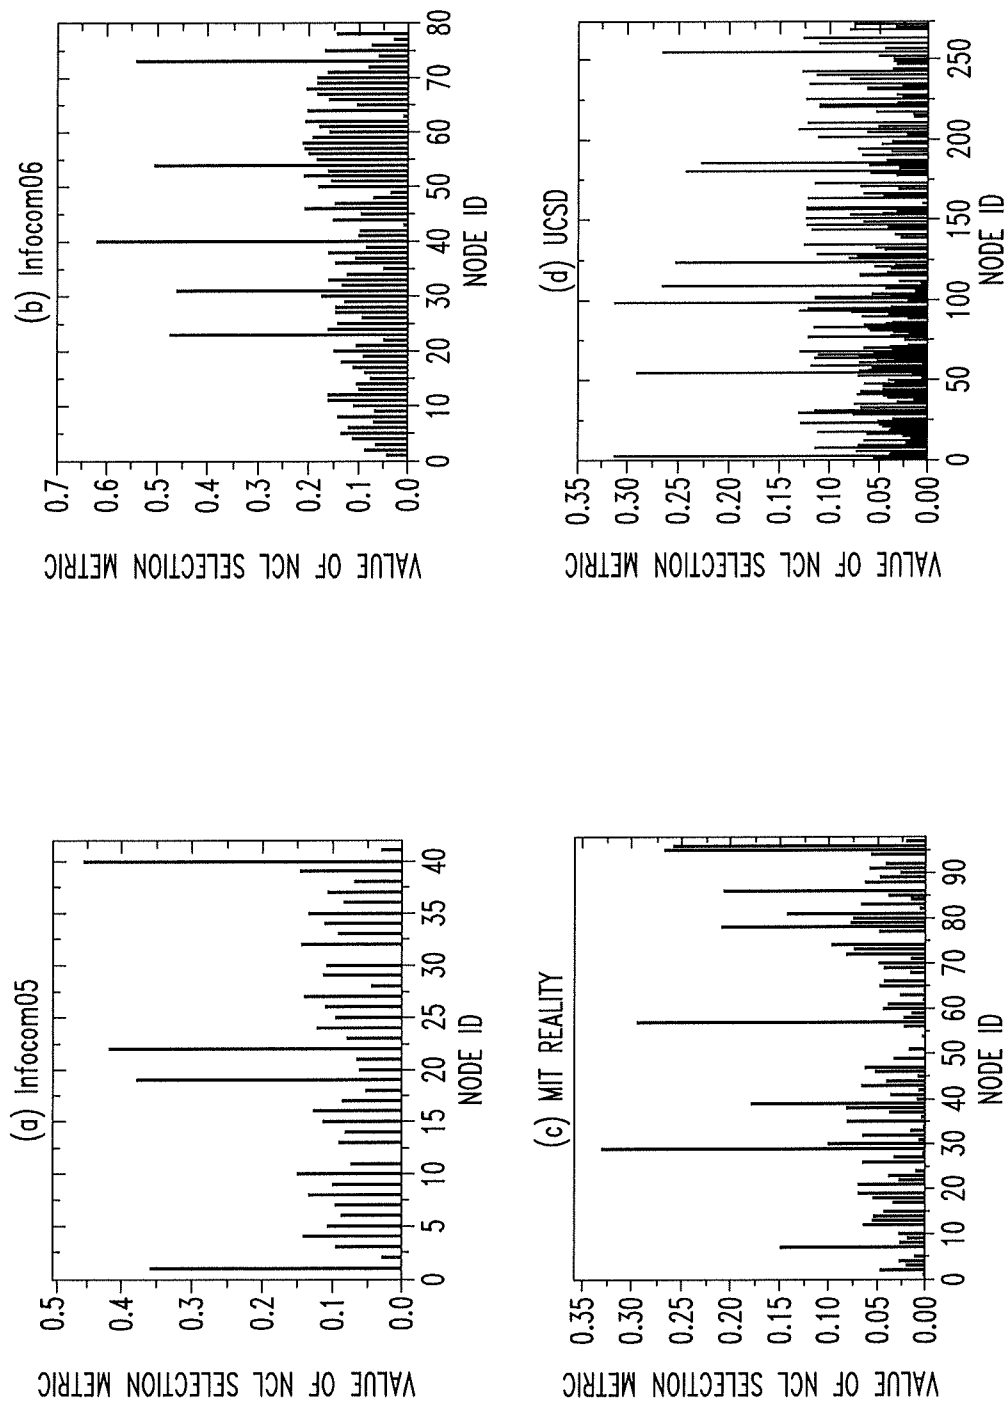 (a) Infocom05
VALUE OF NCL SELECTION METRIC
0.5
0.4
0.3
0.2
0.1
0.0
0 5 10 15 20 25 30 35 40
NODE ID
(b) Infocom06
VALUE OF NCL SELECTION METRIC
0.7
0.6
0.5
0.4
0.3
0.2
0.1
0.0
0 10 20 30 40 50 60 70 80
NODE ID
(c) MIT REALITY
VALUE OF NCL SELECTION METRIC
0.35
0.30
0.25
0.20
0.15
0.10
0.05
0.00
0 10 20 30 40 50 60 70 80 90
NODE ID
(d) UCSD
VALUE OF NCL SELECTION METRIC
0.35
0.30
0.25
0.20
0.15
0.10
0.05
0.00
0 50 100 150 200 250
NODE ID